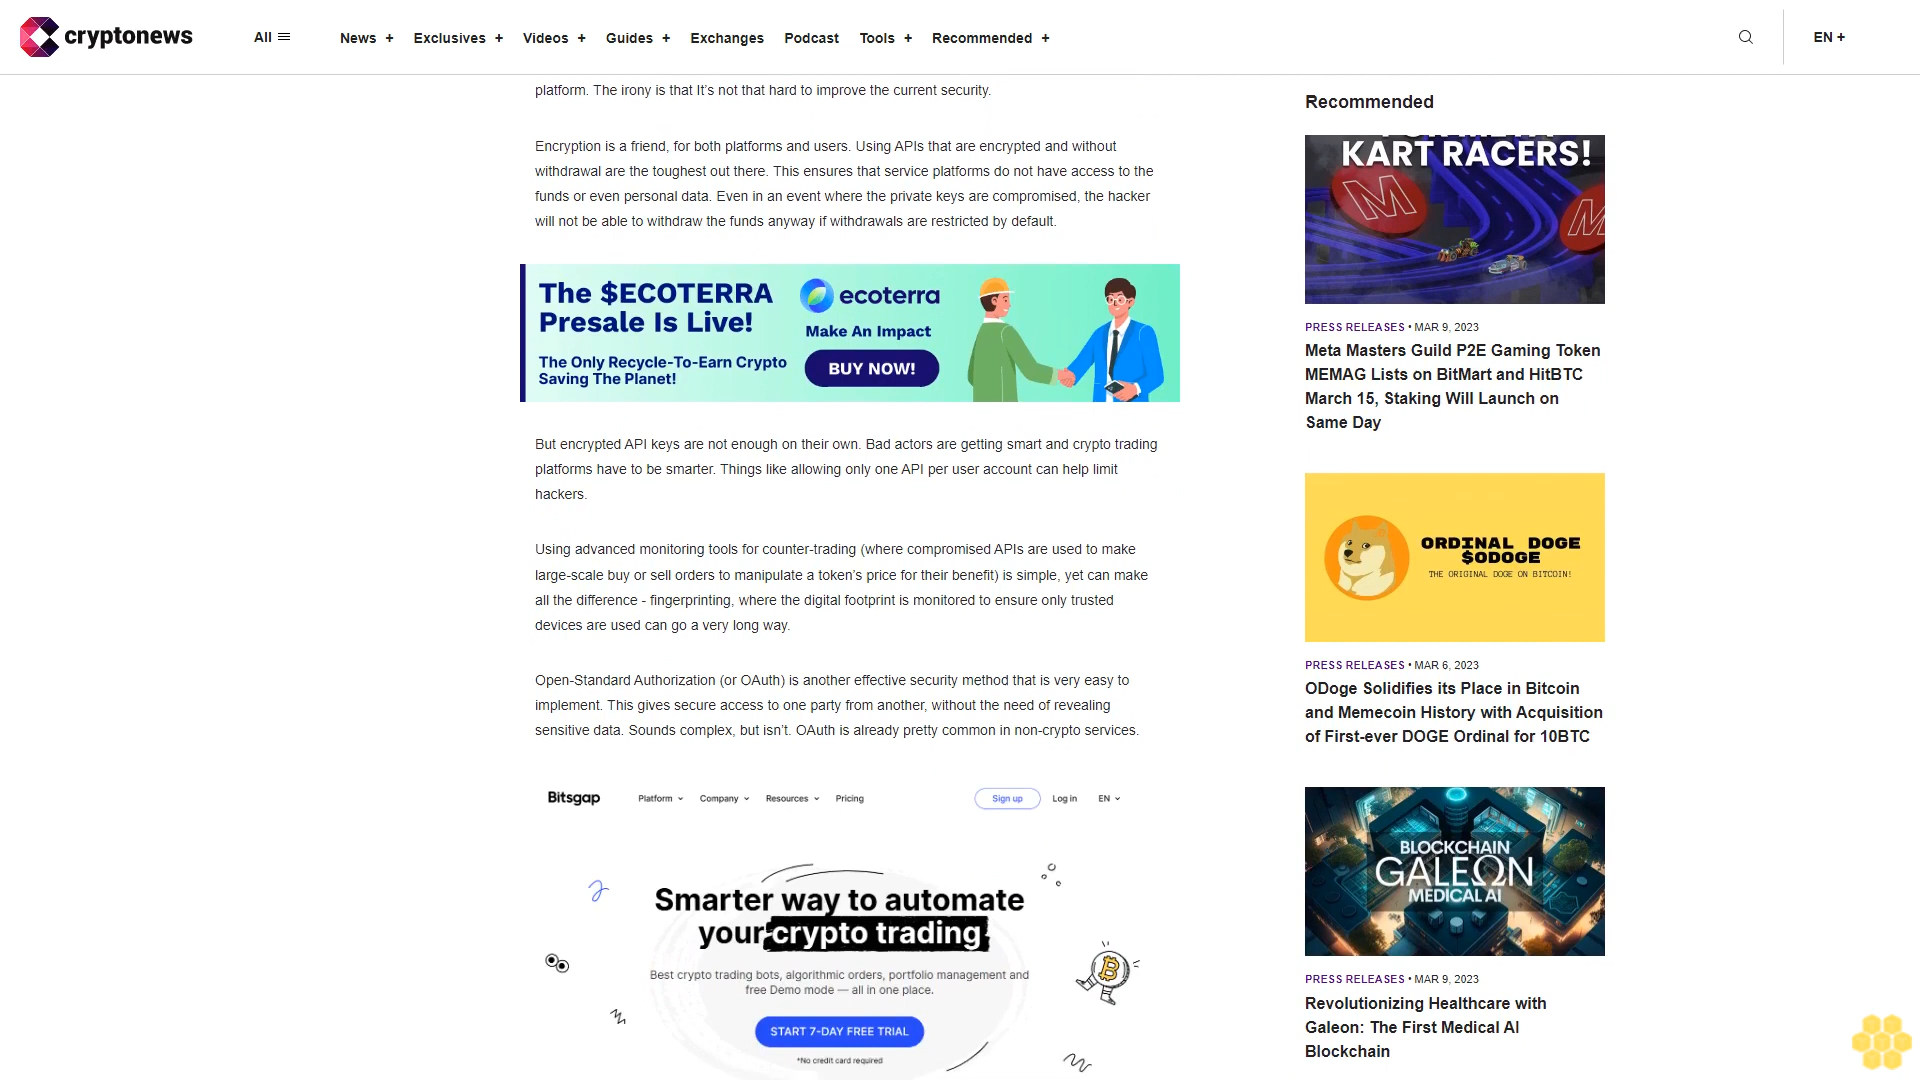 cryptonews
All
News +
Exclusives +
Videos +
Guides +
Exchanges
Podcast
Tools +
Recommended +
EN +
platform. The irony is that It’s not that hard to improve the current security.
Encryption is a friend, for both platforms and users. Using APIs that are encrypted and without
withdrawal are the toughest out there. This ensures that service platforms do not have access to the
funds or even personal data. Even in an event where the private keys are compromised, the hacker
will not be able to withdraw the funds anyway if withdrawals are restricted by default.
The $ECOTERRA
Presale Is Live!
The Only Recycle-To-Earn Crypto
Saving The Planet!
ecoterra
Make An Impact
BUY NOW!
But encrypted API keys are not enough on their own. Bad actors are getting smart and crypto trading
platforms have to be smarter. Things like allowing only one API per user account can help limit
hackers.
Using advanced monitoring tools for counter-trading (where compromised APIs are used to make
large-scale buy or sell orders to manipulate a token’s price for their benefit) is simple, yet can make
all the difference - fingerprinting, where the digital footprint is monitored to ensure only trusted
devices are used can go a very long way.
Open-Standard Authorization (or OAuth) is another effective security method that is very easy to
implement. This gives secure access to one party from another, without the need of revealing
sensitive data. Sounds complex, but isn’t. OAuth is already pretty common in non-crypto services.
Bitsgap
Platform
Company
Resources
Pricing
Sign up
Log in
EN
Smarter way to automate
your crypto trading
Best crypto trading bots, algorithmic orders, portfolio management and
free Demo mode — all in one place.
START 7-DAY FREE TRIAL
*No credit card required
Recommended
KART RACERS!
M
M
PRESS RELEASES • MAR 9, 2023
Meta Masters Guild P2E Gaming Token
MEMAG Lists on BitMart and HitBTC
March 15, Staking Will Launch on
Same Day
ORDINAL DOGE
$ODOGE
THE ORIGINAL DOGE ON BITCOIN!
PRESS RELEASES • MAR 6, 2023
ODoge Solidifies its Place in Bitcoin
and Memecoin History with Acquisition
of First-ever DOGE Ordinal for 10BTC
BLOCKCHAIN
GALEΩN
MEDICAL AI
PRESS RELEASES • MAR 9, 2023
Revolutionizing Healthcare with
Galeon: The First Medical AI
Blockchain